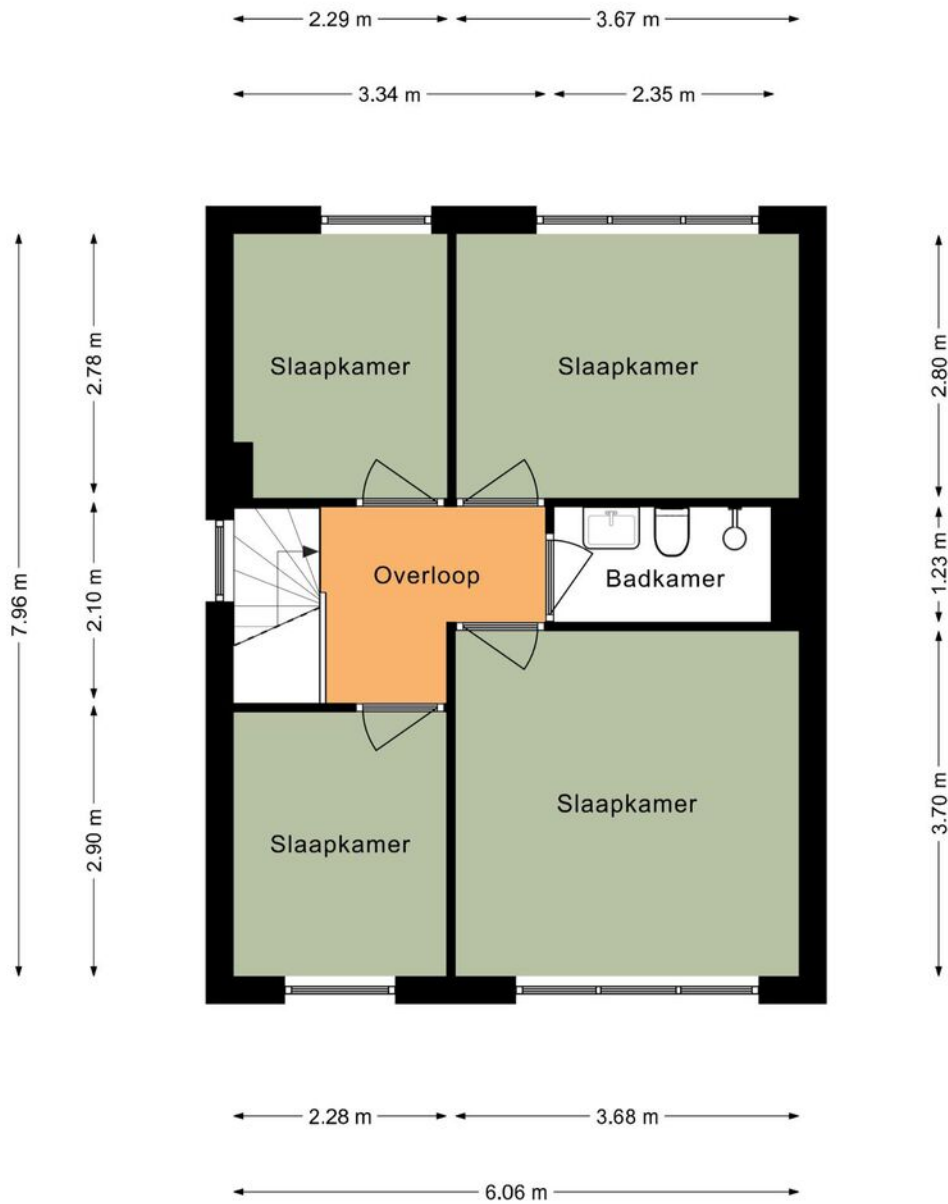 2.29 m 3.67 m
3.34 m 2.35 m
2.78 m
2.80 m
Slaapkamer Slaapkamer
7.96 m
2.10 m
1.23 m
Overloop Badkamer
2.90 m
3.70 m
Slaapkamer
Slaapkamer
2.28 m 3.68 m
6.06 m